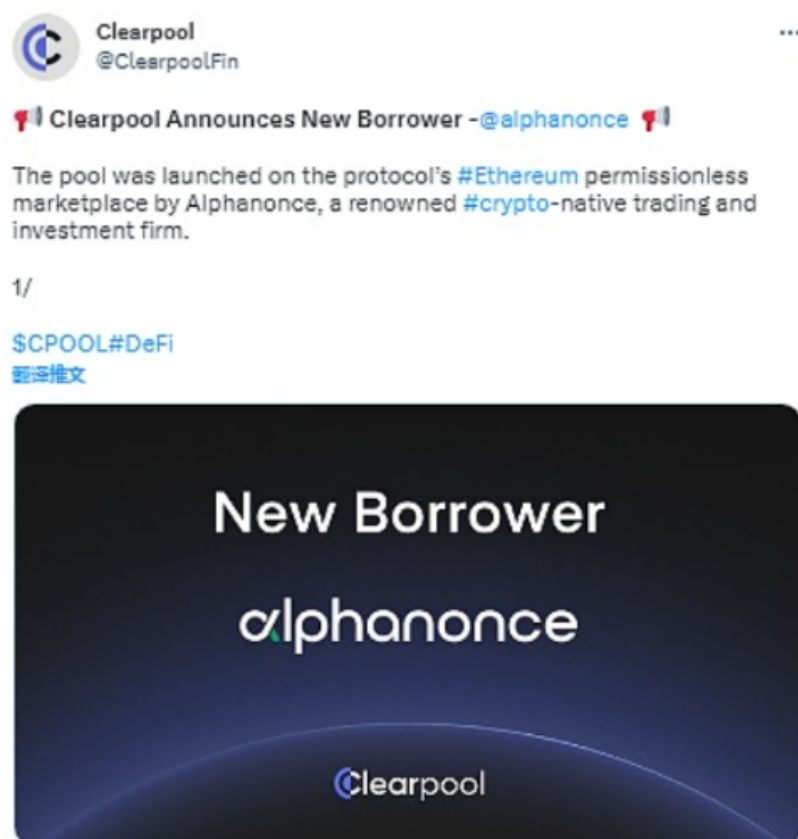 Clearpool
@ClearpoolFin
📢 Clearpool Announces New Borrower -@alphanonce 📢
The pool was launched on the protocol's #Ethereum permissionless
marketplace by Alphanonce, a renowned #crypto-native trading and
investment firm.
1/
$CPOOL#DeFi
翻译推文
New Borrower
alphanonce
Clearpool